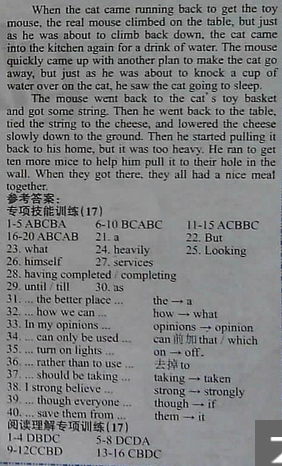 When the cat came running back to get the toy
mouse, the real mouse climbed on the table, but just
as he was about to climb back down, the cat came
into the kitchen again for a drink of water. The mouse
quickly came up with another plan to make the cat go
away, but just as he was about to knock a cup of
water over on the cat, he saw the cat going to sleep.
The mouse went back to the cat's toy basket
and got some string. Then he went back to the table,
tied the string to the cheese, and lowered the cheese
slowly down to the ground. Then he started pulling it
back to his home, but it was too heavy. He ran to get
ten more mice to help him pull it to their hole in the
wall. When they got there, they all had a nice meal
together.
参考答案:
专项技能训练(17)
1-5 ABCBA 6-10 BCABC 11-15 ACBBC
16-20 ABCAB 21. a 22. But
23. what 24. heavily 25. Looking
26. himself 27. services
28. having completed / completing
29. until / till 30. as
31. ... the better place ... the → a
32. ... how we can ... how → what
33. In my opinions ... opinions → opinion
34. ... can only be used ... can 前加 that / which
35. ... turn on lights ... on → off.
36. ... rather than to use ... 去掉 to
37. ... should be taking ... taking → taken
38. I strong believe ... strong → strongly
39. ... though everyone ... though → if
40. ... save them from ... them → it
阅读理解专项训练(17)
1-4 DBDC 5-8 DCDA
9-12CCBD 13-16 CBDC